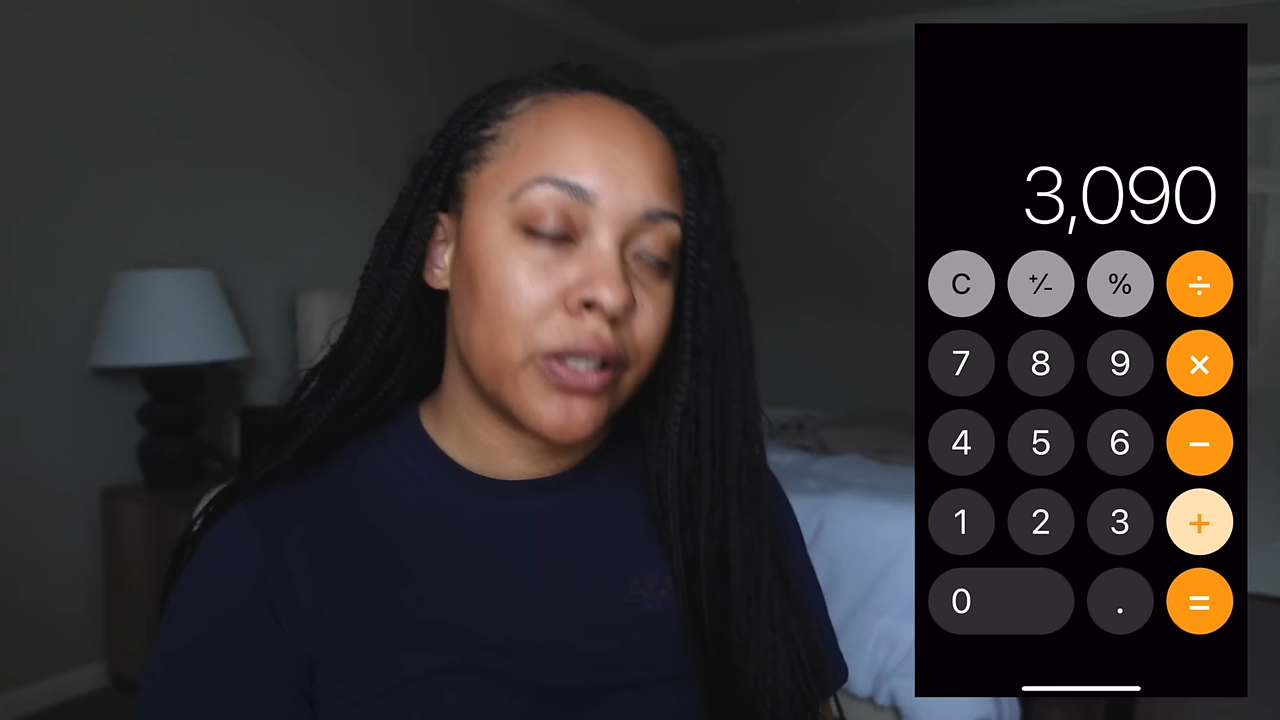 3,090
C +/- % ÷
7 8 9 ×
4 5 6 −
1 2 3 +
0 . =